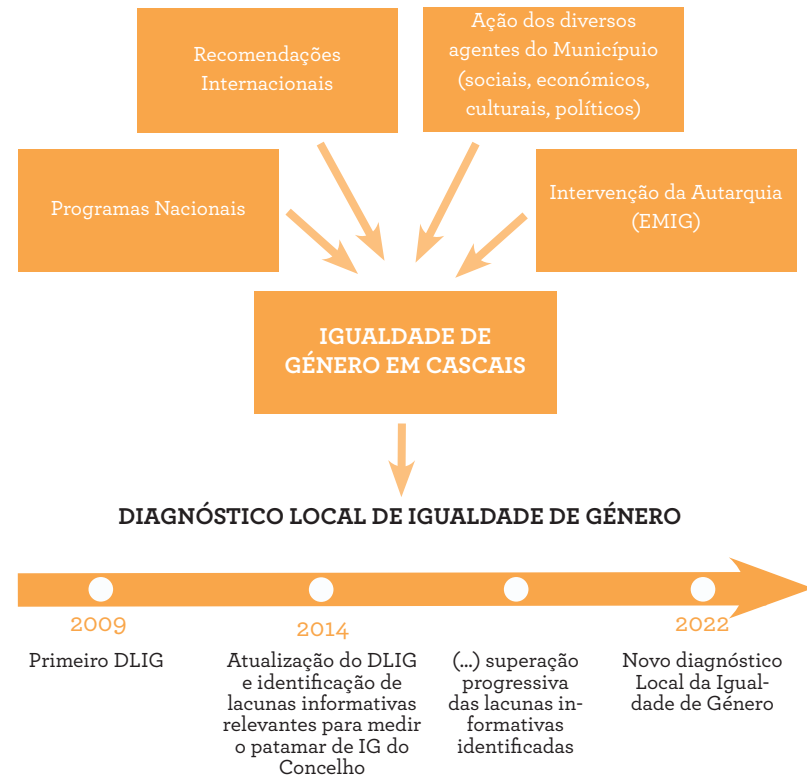 Recomendações
Internacionais
Ação dos diversos
agentes do Municípuio
(sociais, económicos,
culturais, políticos)
Programas Nacionais
Intervenção da Autarquia
(EMIG)
IGUALDADE DE
GÉNERO EM CASCAIS
DIAGNÓSTICO LOCAL DE IGUALDADE DE GÉNERO
2009
Primeiro DLIG
2014
Atualização do DLIG
e identificação de
lacunas informativas
relevantes para medir
o patamar de IG do
Concelho
(...) superação
progressiva
das lacunas in-
formativas
identificadas
2022
Novo diagnóstico
Local da Igual-
dade de Género